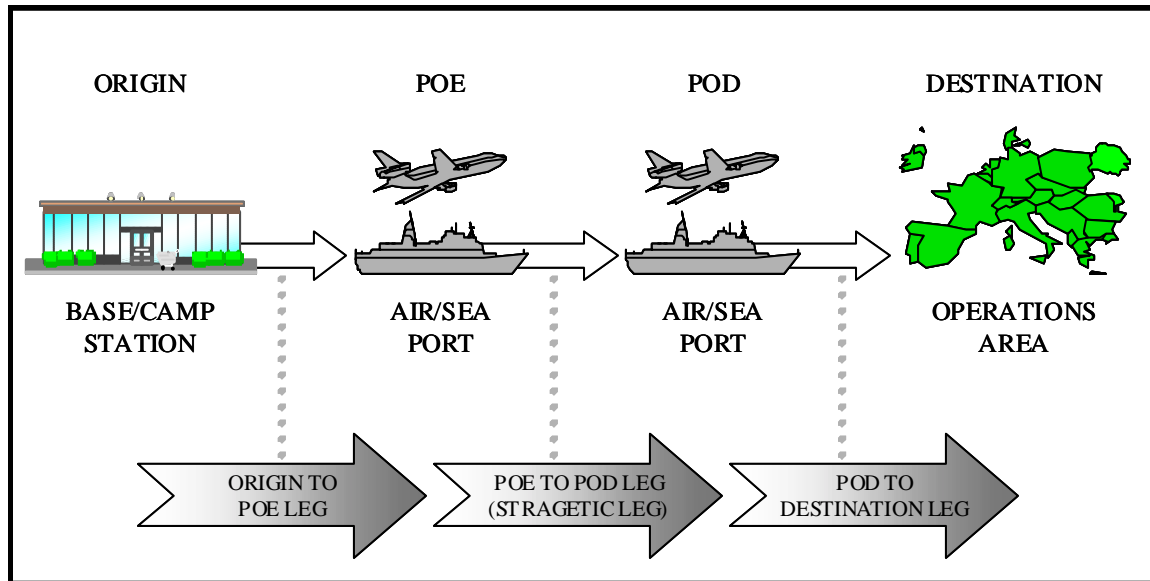 ORIGIN
POE
POD
DESTINATION
BASE/CAMP
STATION
AIR/SEA
PORT
AIR/SEA
PORT
OPERATIONS
AREA
ORIGIN TO
POE LEG
POE TO POD LEG
(STRAGETIC LEG)
POD TO
DESTINATION LEG